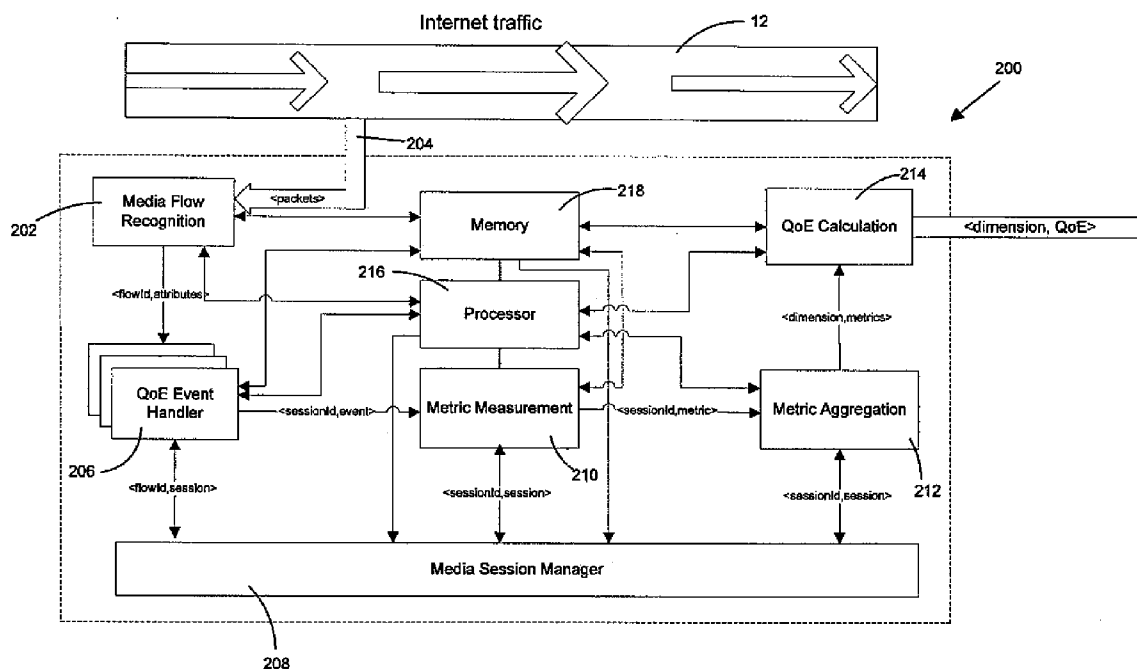 Internet traffic
12
200
204
<packets>
Media Flow
Recognition
202
218
Memory
214
QoE Calculation
<dimension, QoE>
216
Processor
<flowId,attributes>
<dimension,metrics>
QoE Event
Handler
<sessionId,event>
Metric Measurement
<sessionId,metric>
Metric Aggregation
206
210
212
<flowId,session>
<sessionId,session>
<sessionId,session>
Media Session Manager
208